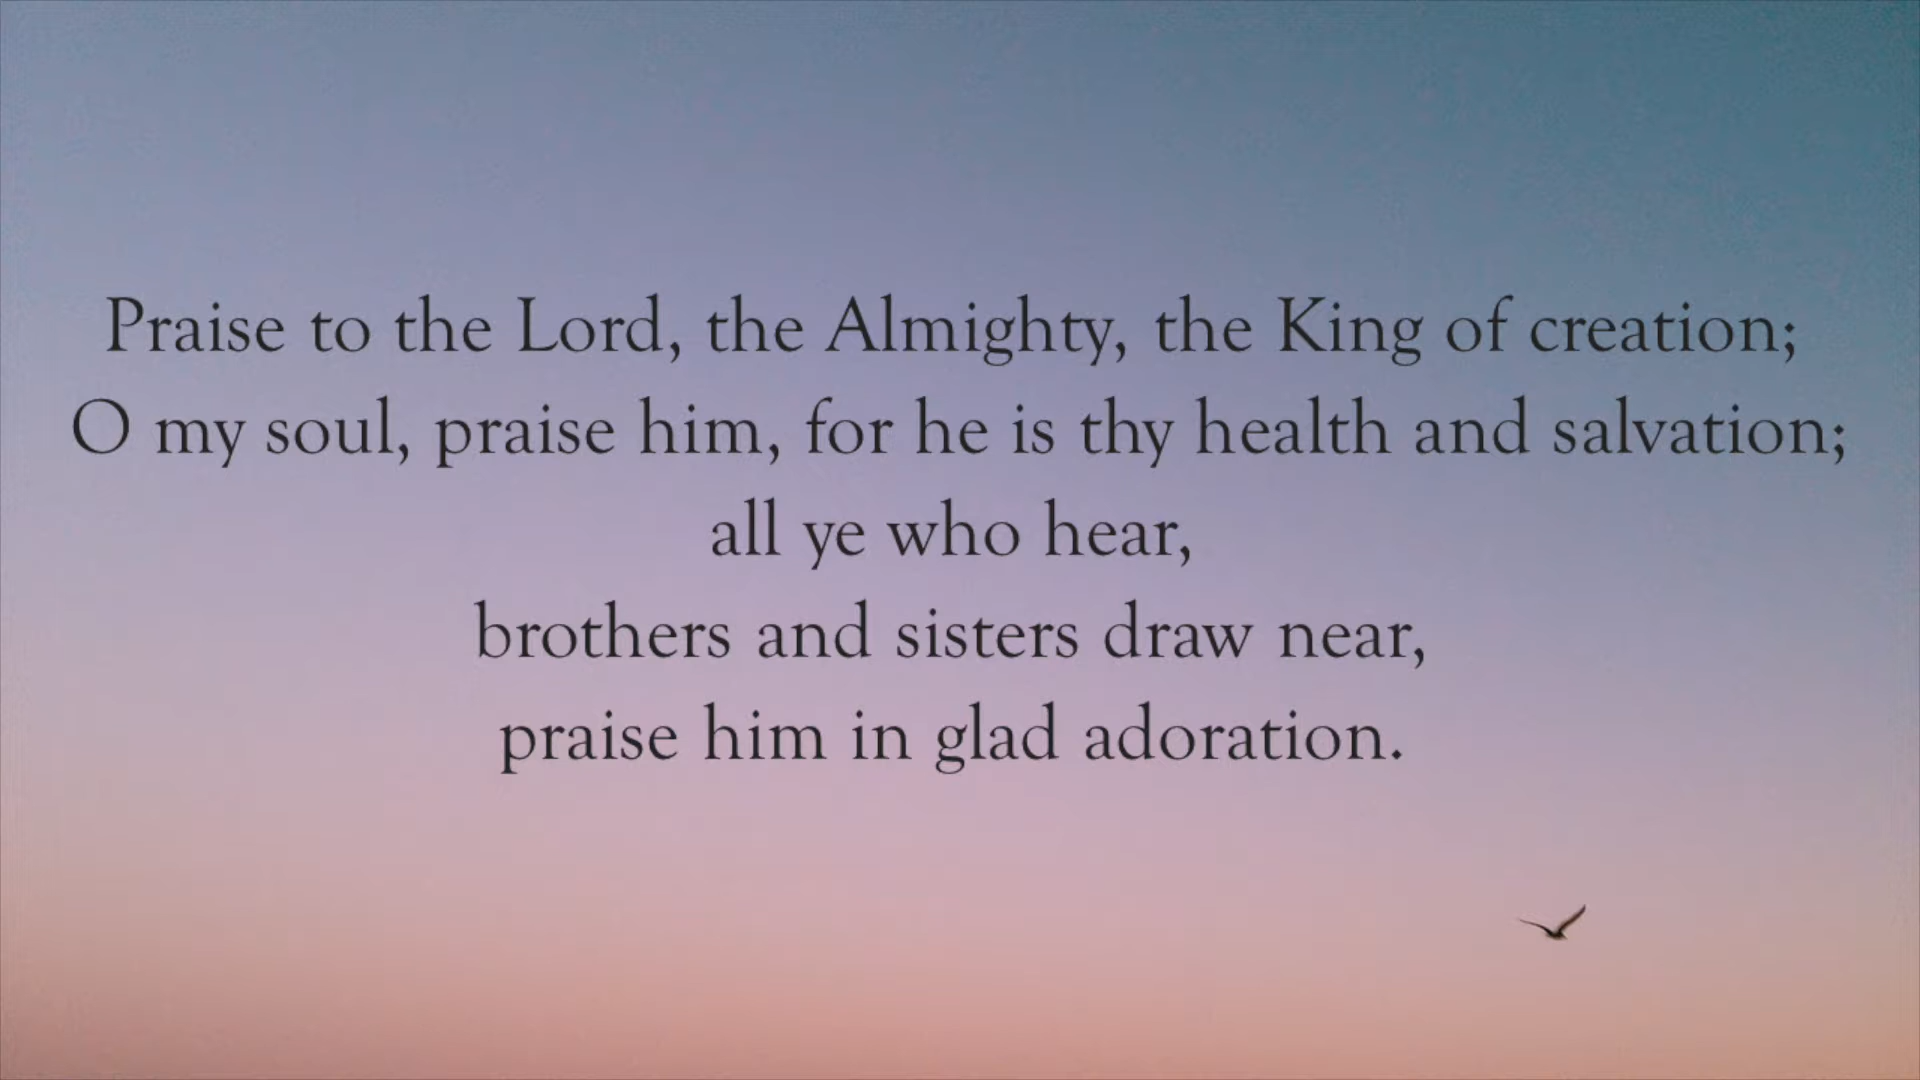 Praise to the Lord, the Almighty, the King of creation;
O my soul, praise him, for he is thy health and salvation;
all ye who hear,
brothers and sisters draw near,
praise him in glad adoration.